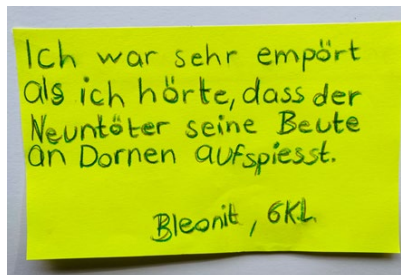 Ich war sehr empört
als ich hörte, dass der
Neuntöter seine Beute
an Dornen aufspiesst.
Bleonit, 6KL